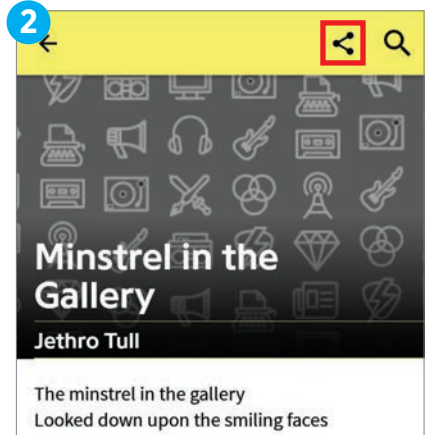 2
Minstrel in the
Gallery
Jethro Tull
The minstrel in the gallery
Looked down upon the smiling faces